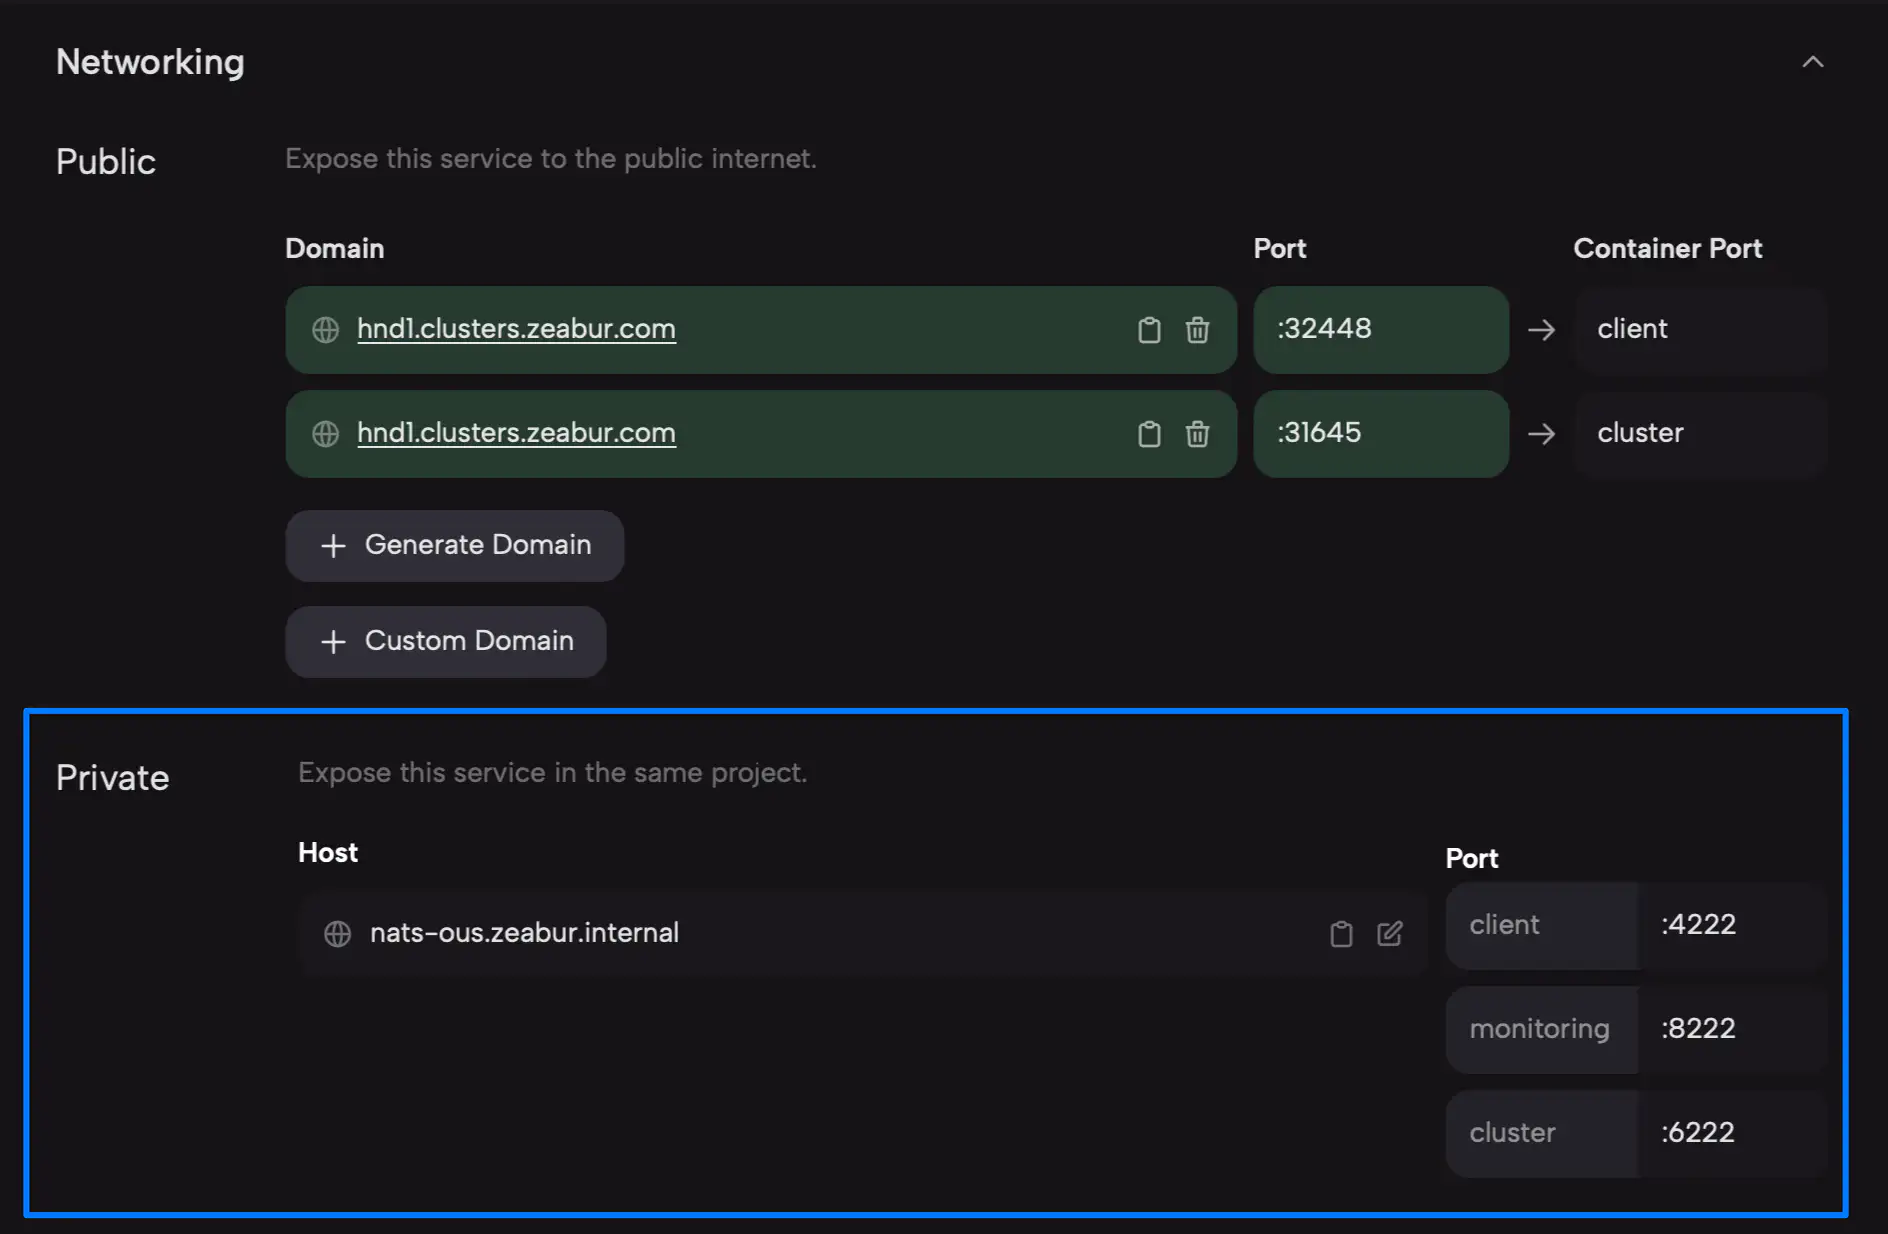 Networking
Public
Expose this service to the public internet.
Domain
Port
Container Port
hnd1.clusters.zeabur.com
:32448
client
hnd1.clusters.zeabur.com
:31645
cluster
Generate Domain
Custom Domain
Private
Expose this service in the same project.
Host
Port
nats-ous.zeabur.internal
client
:4222
monitoring
:8222
cluster
:6222